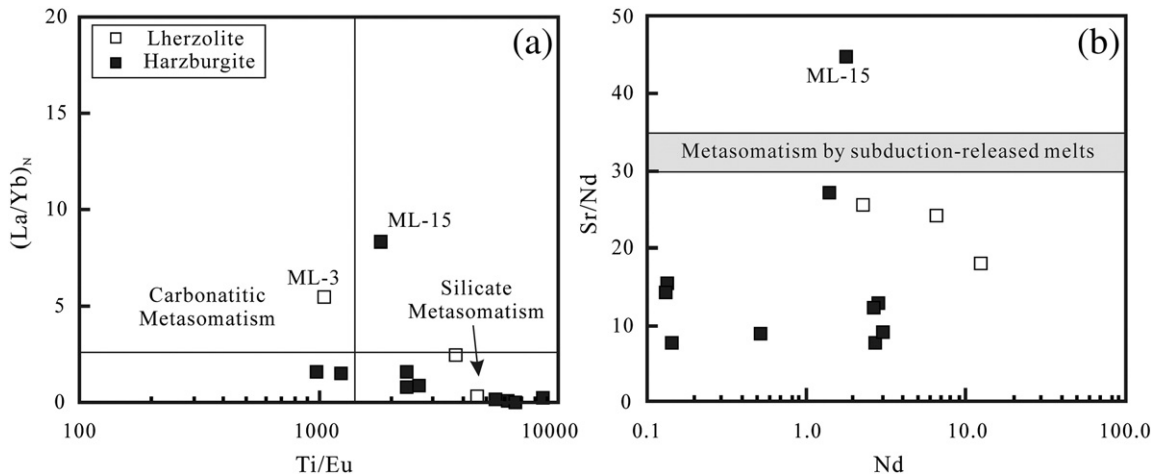 (a)
Lherzolite
Harzburgite
20
15
10
5
0
(La/Yb)N
ML-15
ML-3
Carbonatitic
Metasomatism
Silicate
Metasomatism
100
1000
10000
Ti/Eu
(b)
50
40
30
20
10
0
Sr/Nd
ML-15
Metasomatism by subduction-released melts
0.1
1.0
10.0
100.0
Nd